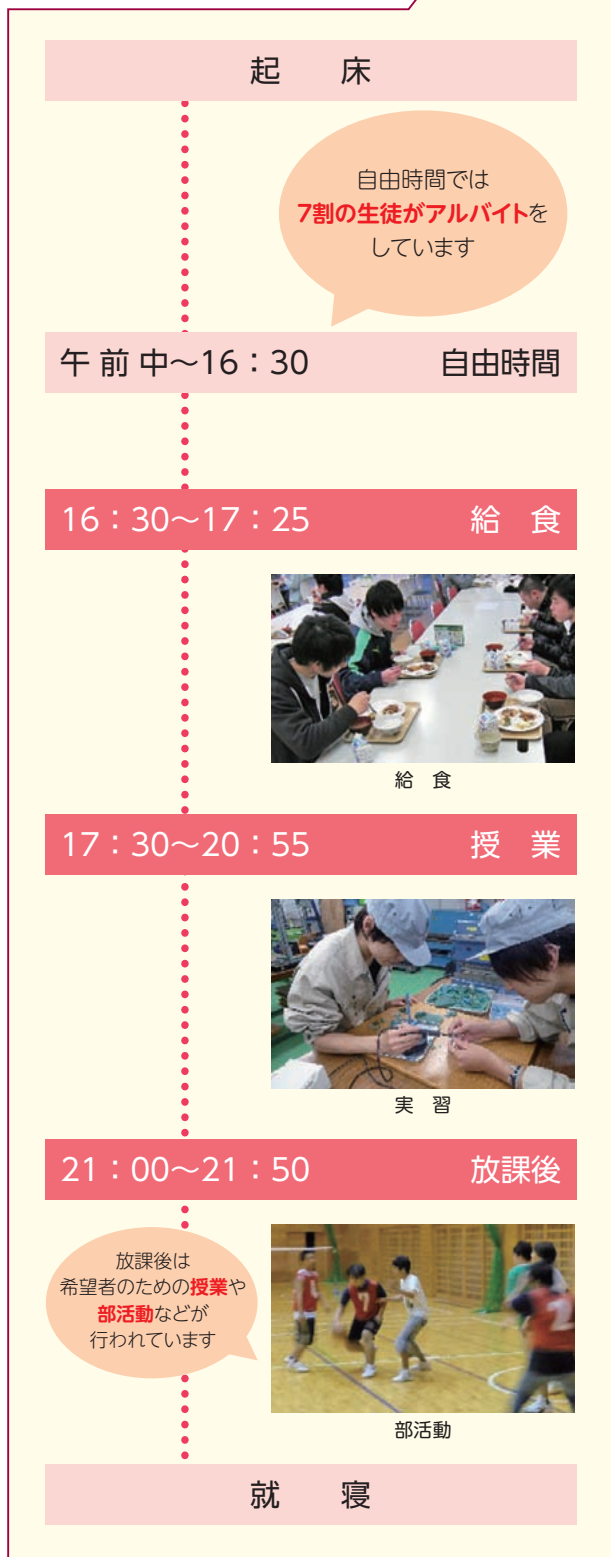 起　床
自由時間では
7割の生徒がアルバイトを
しています
午前中〜16：30　自由時間
16：30〜17：25　給　食
給　食
17：30〜20：55　授　業
実　習
21：00〜21：50　放課後
放課後は
希望者のための授業や
部活動などが
行われています
部活動
就　寝